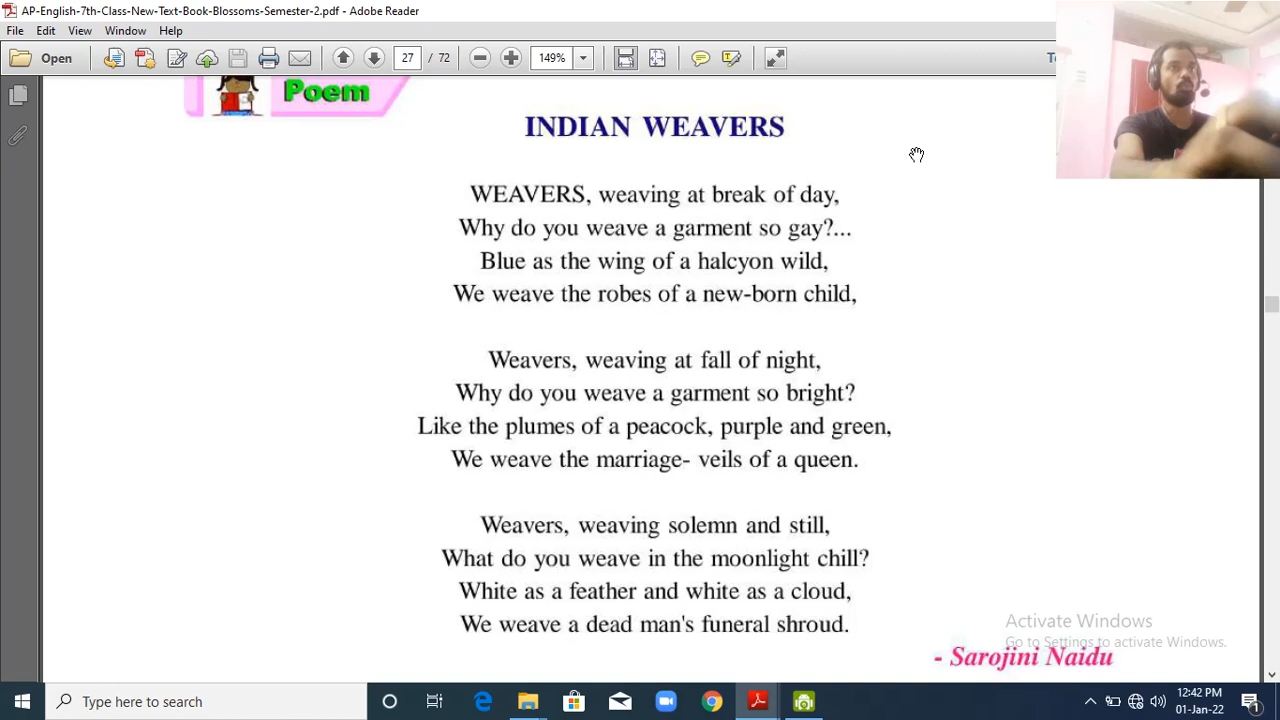 AP-English-7th-Class-New-Text-Book-Blossoms-Semester-2.pdf - Adobe Reader
File Edit View Window Help
Open 27 / 72 149%
Poem
INDIAN WEAVERS
WEAVERS, weaving at break of day,
Why do you weave a garment so gay?...
Blue as the wing of a halcyon wild,
We weave the robes of a new-born child,
Weavers, weaving at fall of night,
Why do you weave a garment so bright?
Like the plumes of a peacock, purple and green,
We weave the marriage- veils of a queen.
Weavers, weaving solemn and still,
What do you weave in the moonlight chill?
White as a feather and white as a cloud,
We weave a dead man's funeral shroud.
- Sarojini Naidu
Activate Windows
Go to Settings to activate Windows.
Type here to search
12:42 PM
01-Jan-22
1